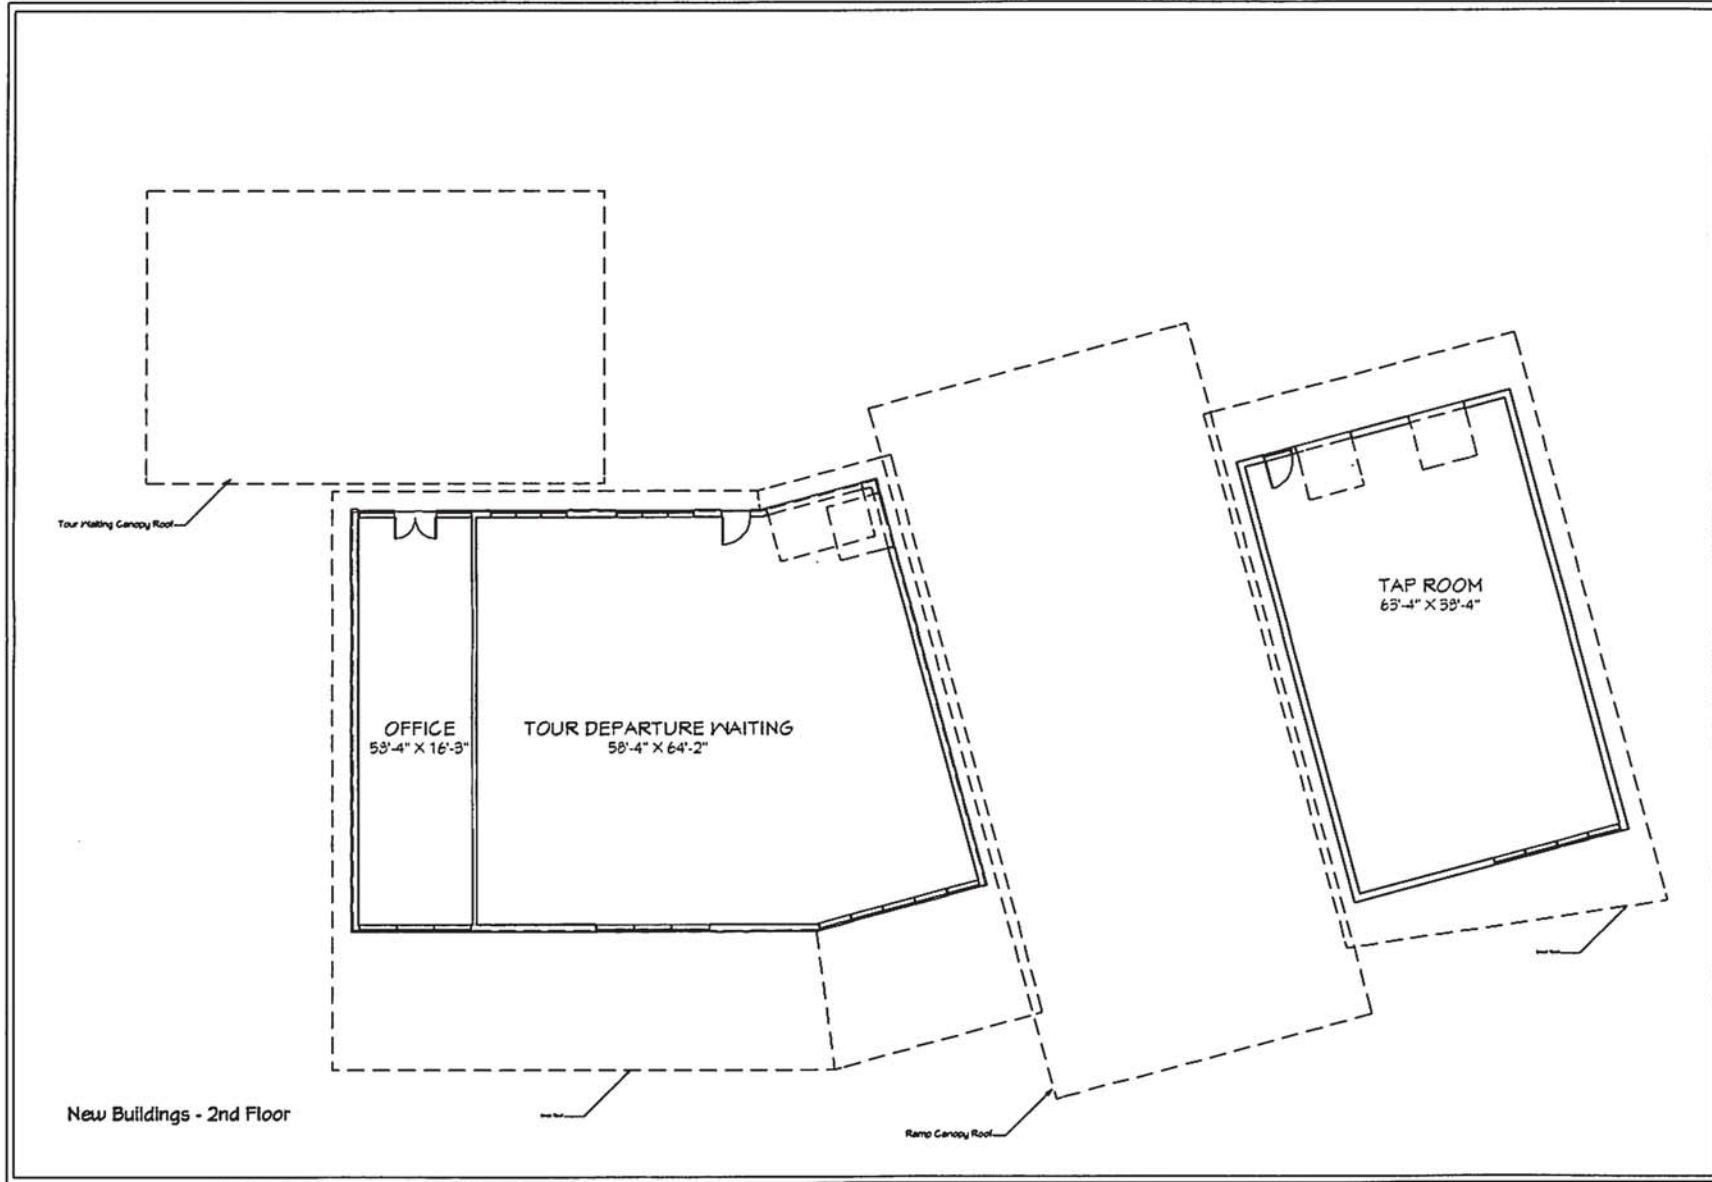 Tour Waiting Canopy Roof
TAP ROOM
63'-4" X 38'-4"
OFFICE
58'-4" X 16'-3"
TOUR DEPARTURE WAITING
58'-4" X 64'-2"
New Buildings - 2nd Floor
Ramp Canopy Roof